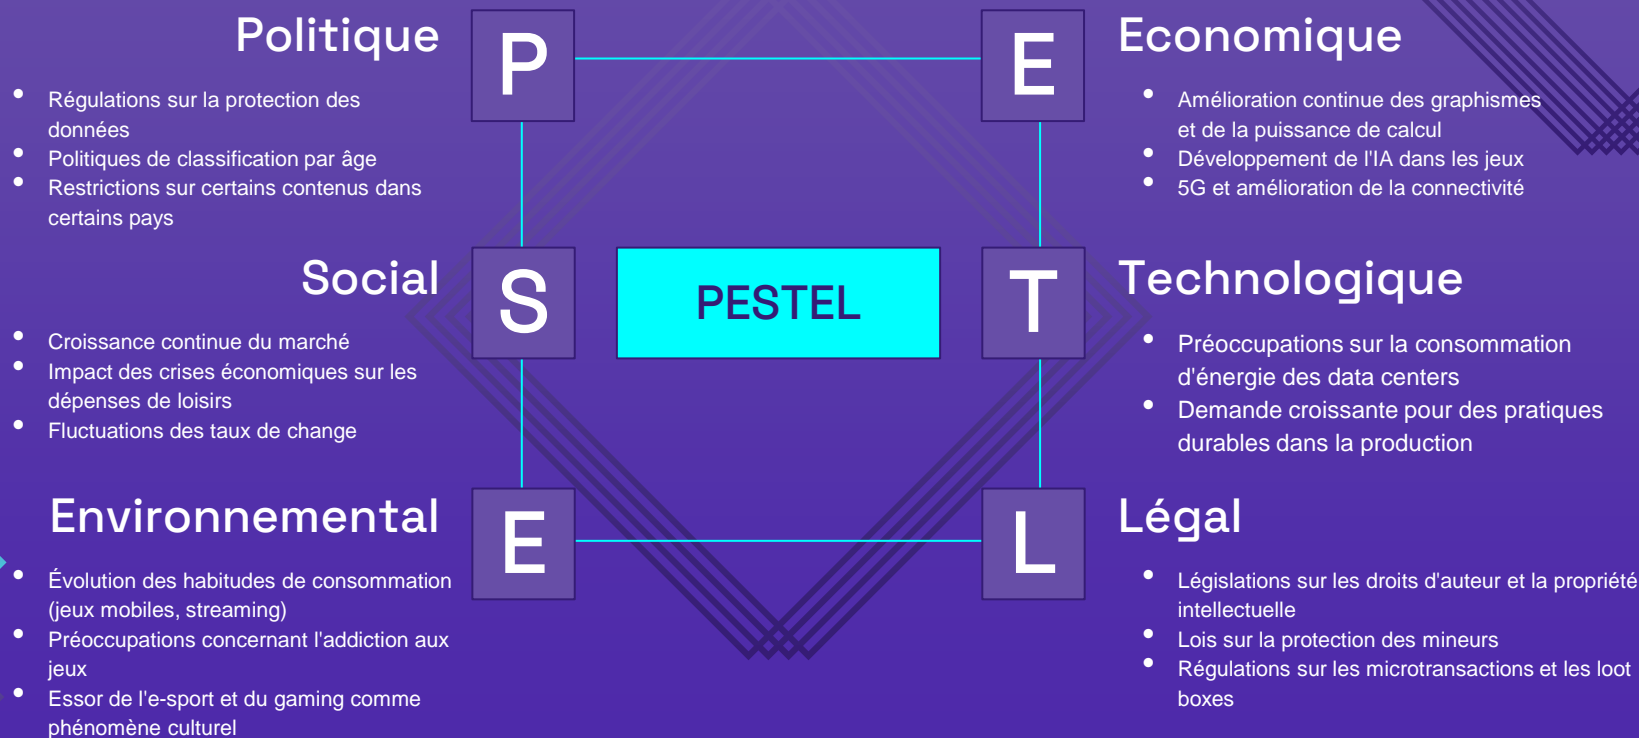 Politique
P
• Régulations sur la protection des
données
• Politiques de classification par âge
• Restrictions sur certains contenus dans
certains pays
E
Economique
• Amélioration continue des graphismes
et de la puissance de calcul
• Développement de l'IA dans les jeux
• 5G et amélioration de la connectivité
Social
S
• Croissance continue du marché
• Impact des crises économiques sur les
dépenses de loisirs
• Fluctuations des taux de change
PESTEL
T
Technologique
• Préoccupations sur la consommation
d'énergie des data centers
• Demande croissante pour des pratiques
durables dans la production
Environnemental
E
• Évolution des habitudes de consommation
(jeux mobiles, streaming)
• Préoccupations concernant l'addiction aux
jeux
• Essor de l'e-sport et du gaming comme
phénomène culturel
L
Légal
• Législations sur les droits d'auteur et la propriété
intellectuelle
• Lois sur la protection des mineurs
• Régulations sur les microtransactions et les loot
boxes